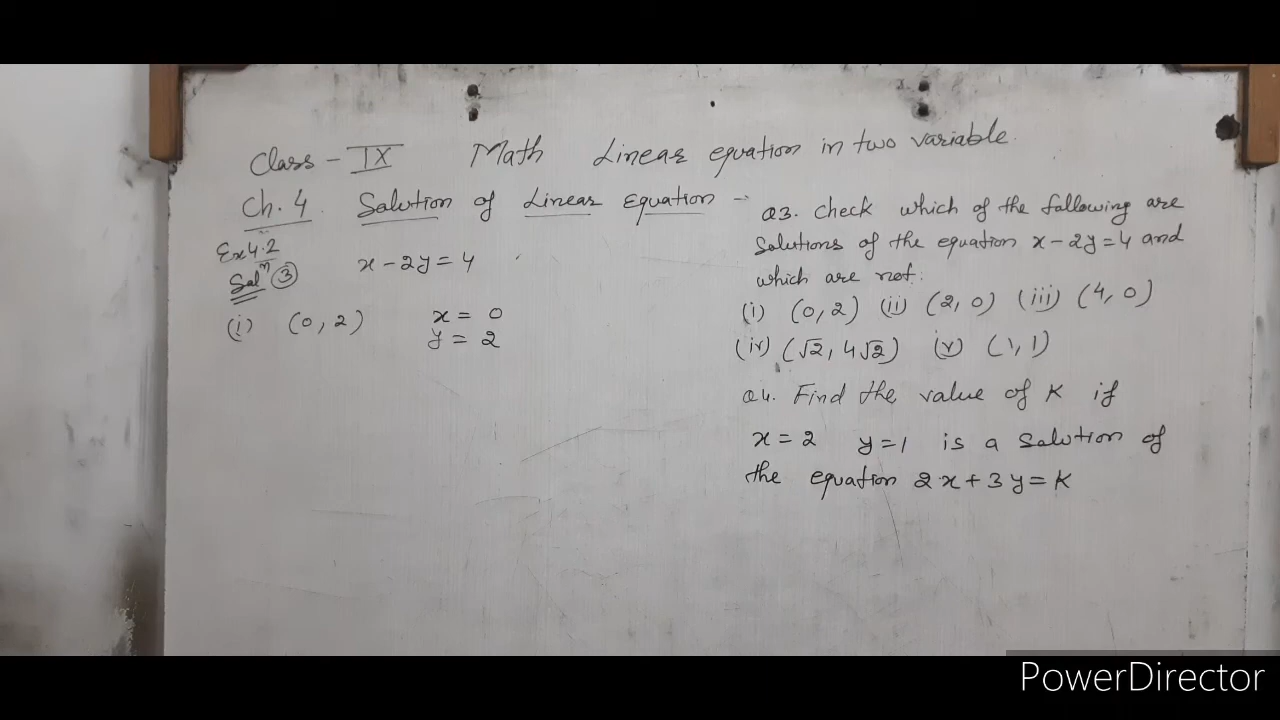 Class - IX Math Linear equation in two variable.
Ch. 4 Solution of Linear Equation -
Ex 4.2
Solⁿ ③ x - 2y = 4
(i) (0, 2) x = 0
y = 2
Q3. Check which of the following are
Solutions of the equation x - 2y = 4 and
which are not:
(i) (0, 2) (ii) (2, 0) (iii) (4, 0)
(iv) (√2, 4√2) (v) (1, 1)
Q4. Find the value of K if
x = 2 y = 1 is a Solution of
the equation 2x + 3y = K
PowerDirector